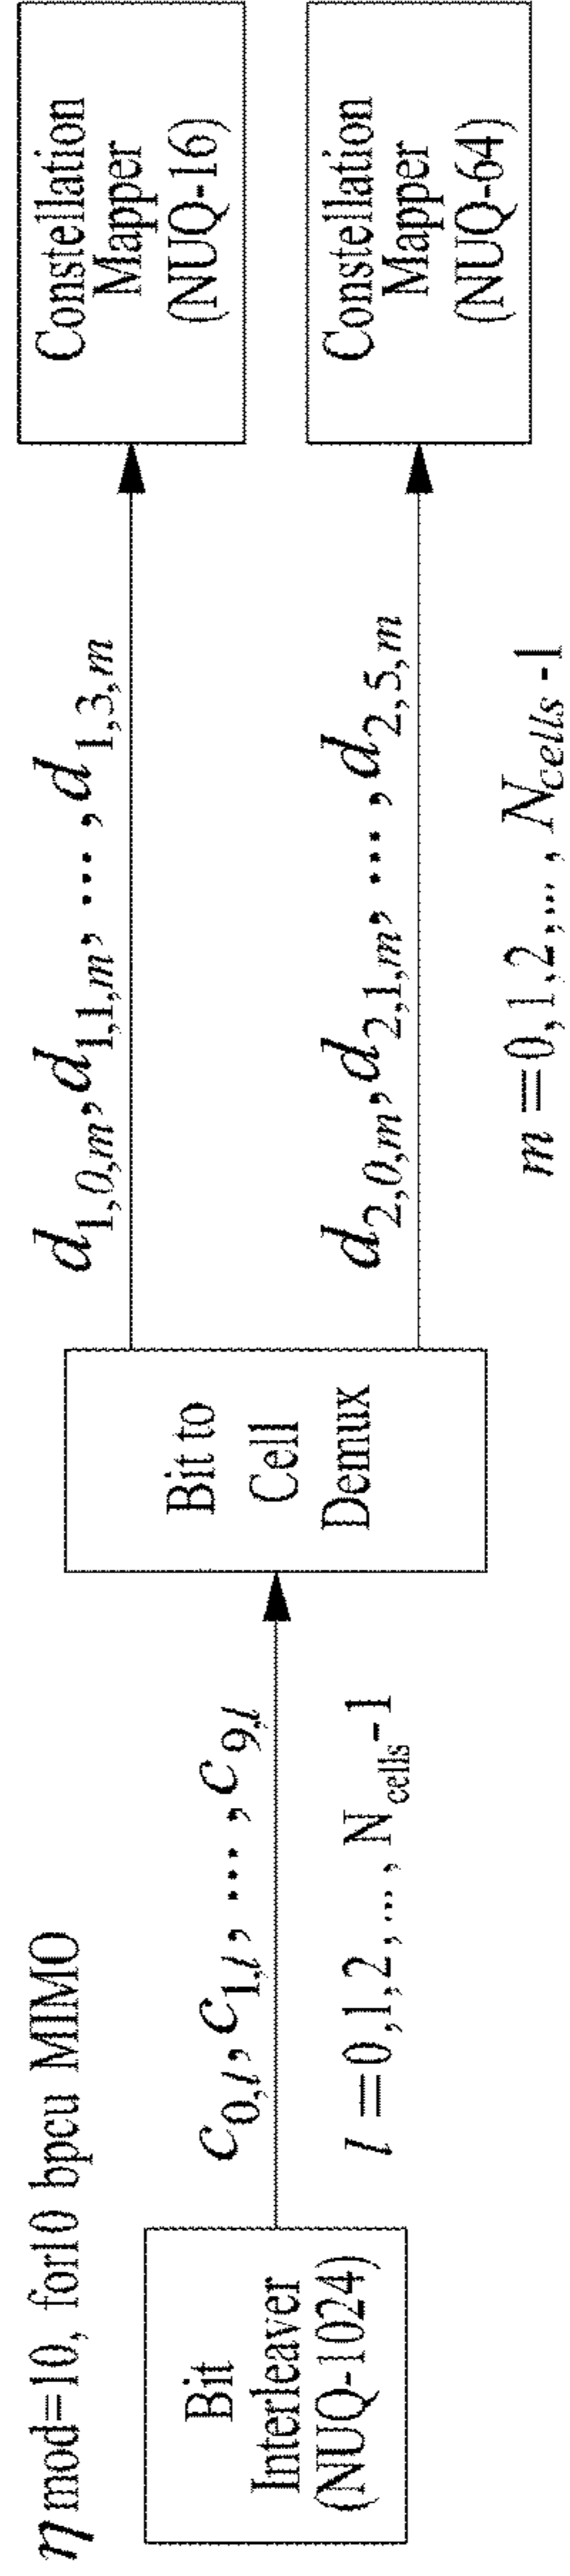 η mod=10, for10 bpcu MIMO
Bit
Interleaver
(NUQ-1024)
c0,l, c1,l, ..., c9,l
l =0,1,2,..., Ncells-1
Bit to
Cell
Demux
d1,0,m, d1,1,m, ..., d1,3,m
d2,0,m, d2,1,m, ..., d2,5,m
m =0,1,2,..., Ncells-1
Constellation
Mapper
(NUQ-16)
Constellation
Mapper
(NUQ-64)